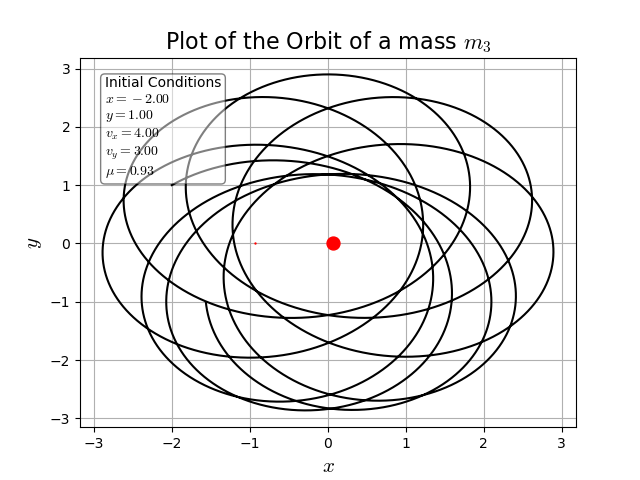 Plot of the Orbit of a mass m₃
Initial Conditions
x = −2.00
y = 1.00
vₓ = 4.00
v_y = 3.00
μ = 0.93
3
2
1
0
−1
−2
−3
y
−3 −2 −1 0 1 2 3
x